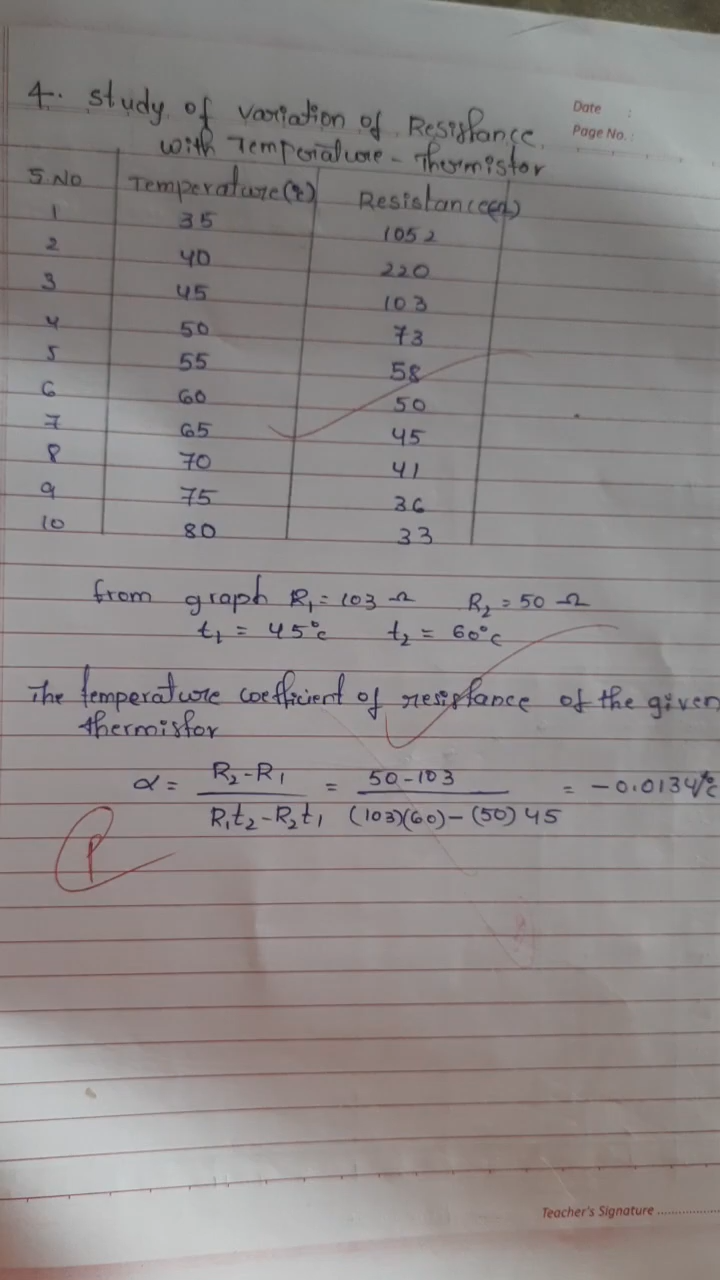 Date :
Page No. :
4. Study of variation of Resistance
with Temperature - Thermistor
S.NO Temperature(°c) Resistance(Ω)
1 35 1052
2 40 220
3 45 103
4 50 73
5 55 58
6 60 50
7 65 45
8 70 41
9 75 36
10 80 33
from graph R₁ = 103 Ω R₂ = 50 Ω
t₁ = 45°c t₂ = 60°c
The temperature coefficient of resistance of the given
thermistor
α = R₂-R₁ / R₁t₂-R₂t₁ = 50-103 / (103)(60)-(50)45 = -0.0134/°c
P
Teacher's Signature ..................